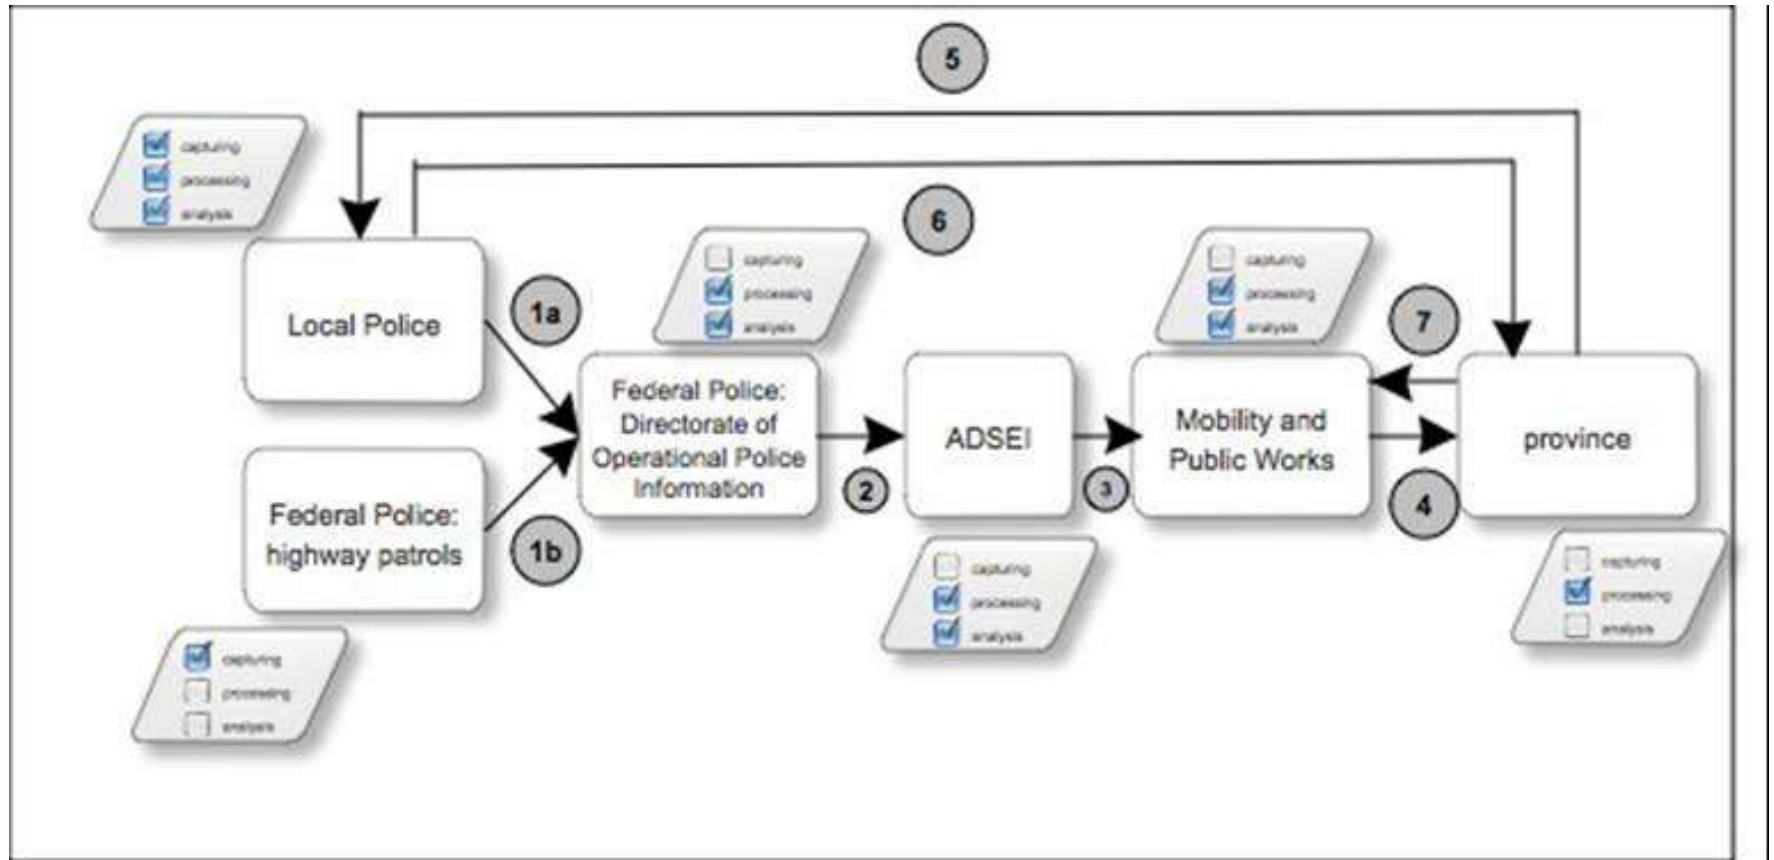 5
capturing
processing
analysis
6
capturing
processing
analysis
capturing
processing
analysis
Local Police
1a
7
Federal Police:
Directorate of
Operational Police
Information
ADSEI
Mobility and
Public Works
province
2
3
4
Federal Police:
highway patrols
1b
capturing
processing
analysis
capturing
processing
analysis
capturing
processing
analysis